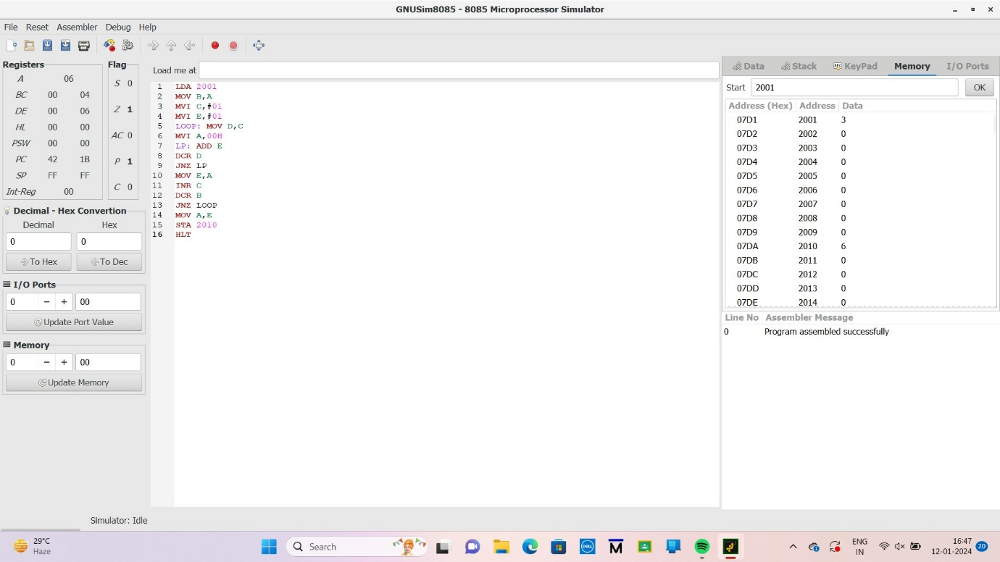 GNUSim8085 - 8085 Microprocessor Simulator
File Reset Assembler Debug Help
Registers
A 06
BC 00 04
DE 00 06
HL 00 00
PSW 00 00
PC 42 1B
SP FF FF
Int-Reg 00
Flag
S 0
Z 1
AC 0
P 1
C 0
Decimal - Hex Convertion
Decimal Hex
0 0
To Hex To Dec
I/O Ports
0 − + 00
Update Port Value
Memory
0 − + 00
Update Memory
Load me at
1 LDA 2001
2 MOV B,A
3 MVI C,#01
4 MVI E,#01
5 LOOP: MOV D,C
6 MVI A,00H
7 LP: ADD E
8 DCR D
9 JNZ LP
10 MOV E,A
11 INR C
12 DCR B
13 JNZ LOOP
14 MOV A,E
15 STA 2010
16 HLT
Data Stack KeyPad Memory I/O Ports
Start 2001 OK
Address (Hex) Address Data
07D1 2001 3
07D2 2002 0
07D3 2003 0
07D4 2004 0
07D5 2005 0
07D6 2006 0
07D7 2007 0
07D8 2008 0
07D9 2009 0
07DA 2010 6
07DB 2011 0
07DC 2012 0
07DD 2013 0
07DE 2014 0
Line No Assembler Message
0 Program assembled successfully
Simulator: Idle
29°C
Haze
Search
DELL
M
ENG
IN
16:47
12-01-2024
20